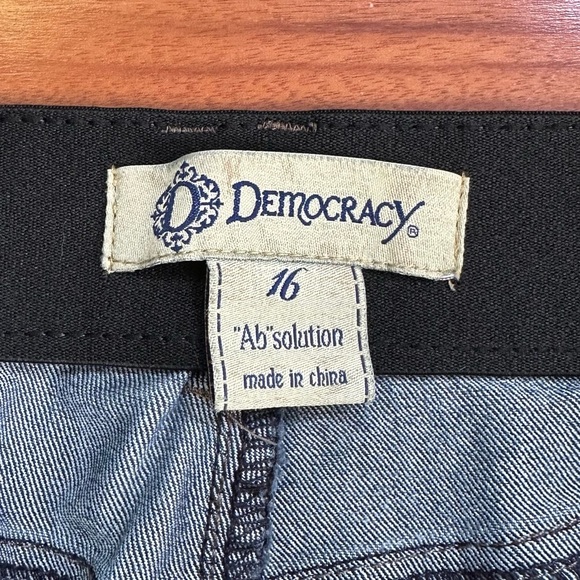 D DEMOCRACY®
16
"Ab"solution
made in china